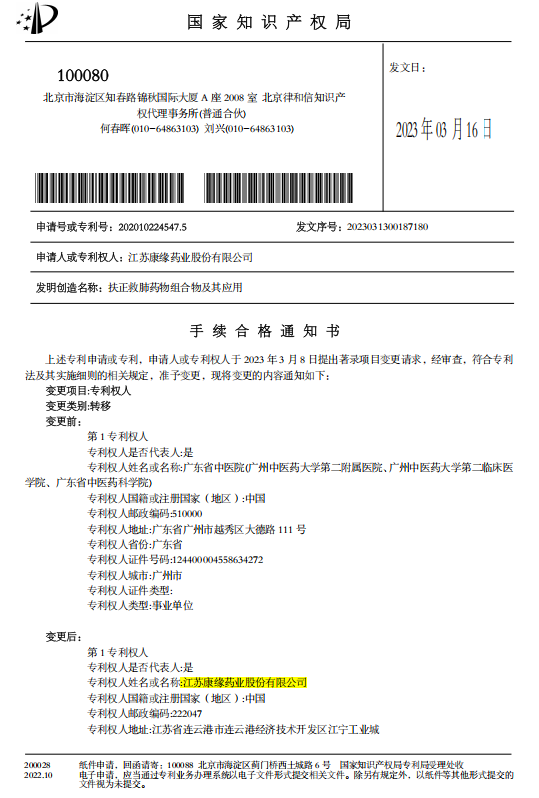 国家知识产权局
100080
北京市海淀区知春路锦秋国际大厦 A 座 2008 室 北京律和信知识产
权代理事务所(普通合伙)
何春晖(010-64863103) 刘兴(010-64863103)
发文日：
2023 年 03 月 16 日
申请号或专利号：202010224547.5
发文序号：2023031300187180
申请人或专利权人：江苏康缘药业股份有限公司
发明创造名称：扶正救肺药物组合物及其应用
手续合格通知书
上述专利申请或专利，申请人或专利权人于 2023 年 3 月 8 日提出著录项目变更请求，经审查，符合专利
法及其实施细则的相关规定，准予变更，现将变更的内容通知如下：
变更项目:专利权人
变更类别:转移
变更前：
第 1 专利权人
专利权人是否代表人:是
专利权人姓名或名称:广东省中医院(广州中医药大学第二附属医院、广州中医药大学第二临床医
学院、广东省中医药科学院)
专利权人国籍或注册国家（地区）:中国
专利权人邮政编码:510000
专利权人地址:广东省广州市越秀区大德路 111 号
专利权人省份:广东省
专利权人证件号码:124400004558634272
专利权人城市:广州市
专利权人证件类型:
专利权人类型:事业单位
变更后：
第 1 专利权人
专利权人是否代表人:是
专利权人姓名或名称:江苏康缘药业股份有限公司
专利权人国籍或注册国家（地区）:中国
专利权人邮政编码:222047
专利权人地址:江苏省连云港市连云港经济技术开发区江宁工业城
200028 纸件申请，回函请寄：100088 北京市海淀区蓟门桥西土城路 6 号 国家知识产权局专利局受理处收
2022.10 电子申请，应当通过专利业务办理系统以电子文件形式提交相关文件。除另有规定外，以纸件等其他形式提交的
文件视为未提交。